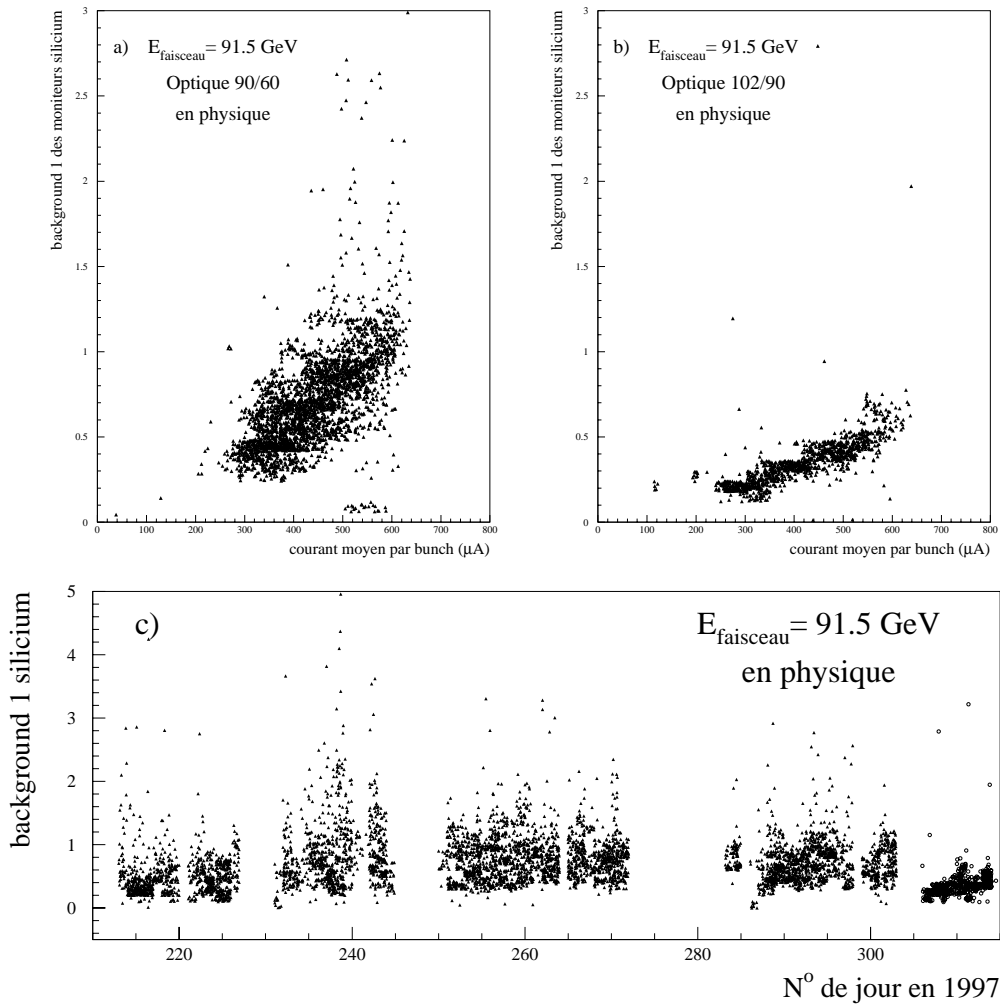 a) E_faisceau = 91.5 GeV
Optique 90/60
en physique
background 1 des moniteurs silicium
3
2.5
2
1.5
1
0.5
0
0 100 200 300 400 500 600 700 800
courant moyen par bunch (µA)
b) E_faisceau = 91.5 GeV
Optique 102/90
en physique
background 1 des moniteurs silicium
3
2.5
2
1.5
1
0.5
0
0 100 200 300 400 500 600 700 800
courant moyen par bunch (µA)
c) E_faisceau = 91.5 GeV
en physique
background 1 silicium
5
4
3
2
1
0
220 240 260 280 300
N° de jour en 1997